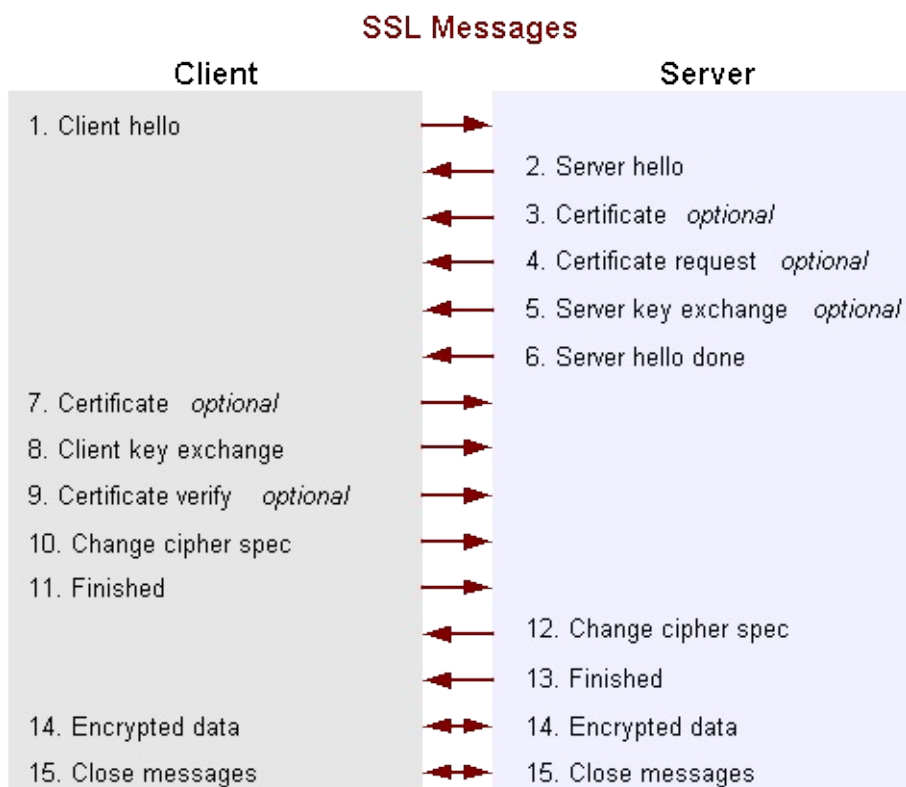 SSL Messages
Client Server
1. Client hello
2. Server hello
3. Certificate optional
4. Certificate request optional
5. Server key exchange optional
6. Server hello done
7. Certificate optional
8. Client key exchange
9. Certificate verify optional
10. Change cipher spec
11. Finished
12. Change cipher spec
13. Finished
14. Encrypted data 14. Encrypted data
15. Close messages 15. Close messages